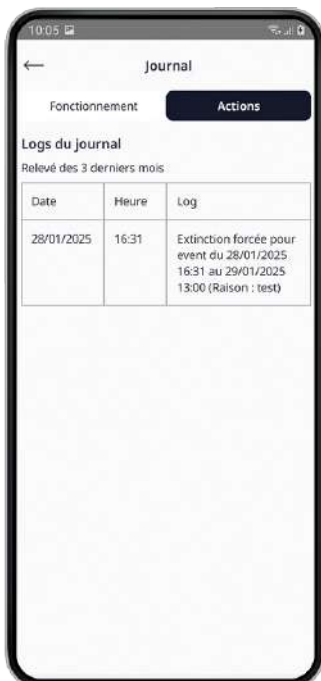 10:05
← Journal
Fonctionnement Actions
Logs du journal
Relevé des 3 derniers mois
Date Heure Log
28/01/2025 16:31 Extinction forcée pour
event du 28/01/2025
16:31 au 29/01/2025
13:00 (Raison : test)